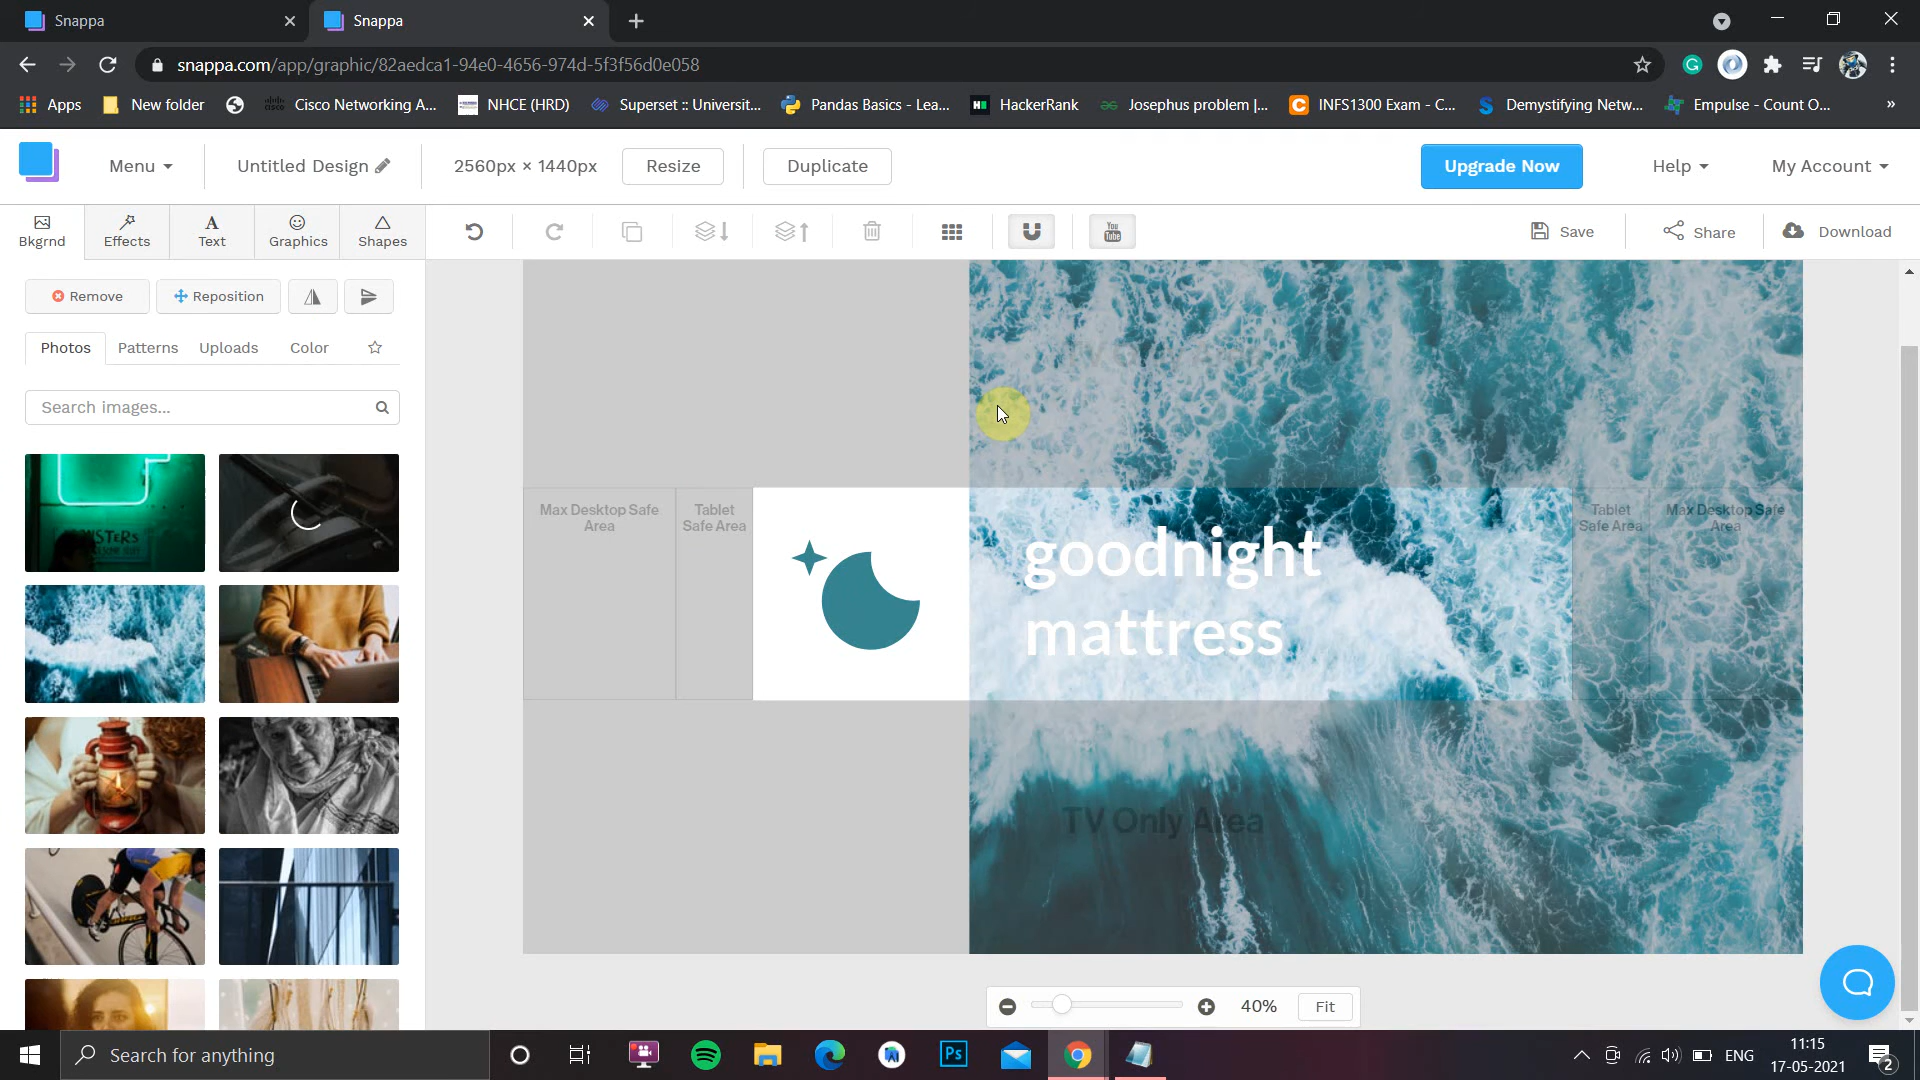 Snappa
Snappa
snappa.com/app/graphic/82aedca1-94e0-4656-974d-5f3f56d0e058
Apps
New folder
Cisco Networking A...
NHCE (HRD)
Superset :: Universit...
Pandas Basics - Lea...
HackerRank
Josephus problem |...
INFS1300 Exam - C...
Demystifying Netw...
Empulse - Count O...
»
Menu
Untitled Design
2560px × 1440px
Resize
Duplicate
Upgrade Now
Help
My Account
Bkgrnd
Effects
Text
Graphics
Shapes
You Tube
Save
Share
Download
Remove
Reposition
Photos
Patterns
Uploads
Color
Search images...
Max Desktop Safe
Area
Tablet
Safe Area
goodnight
mattress
Tablet
Safe Area
Max Desktop Safe
Area
TV Only Area
40%
Fit
Search for anything
Ps
ENG
11:15
17-05-2021
2